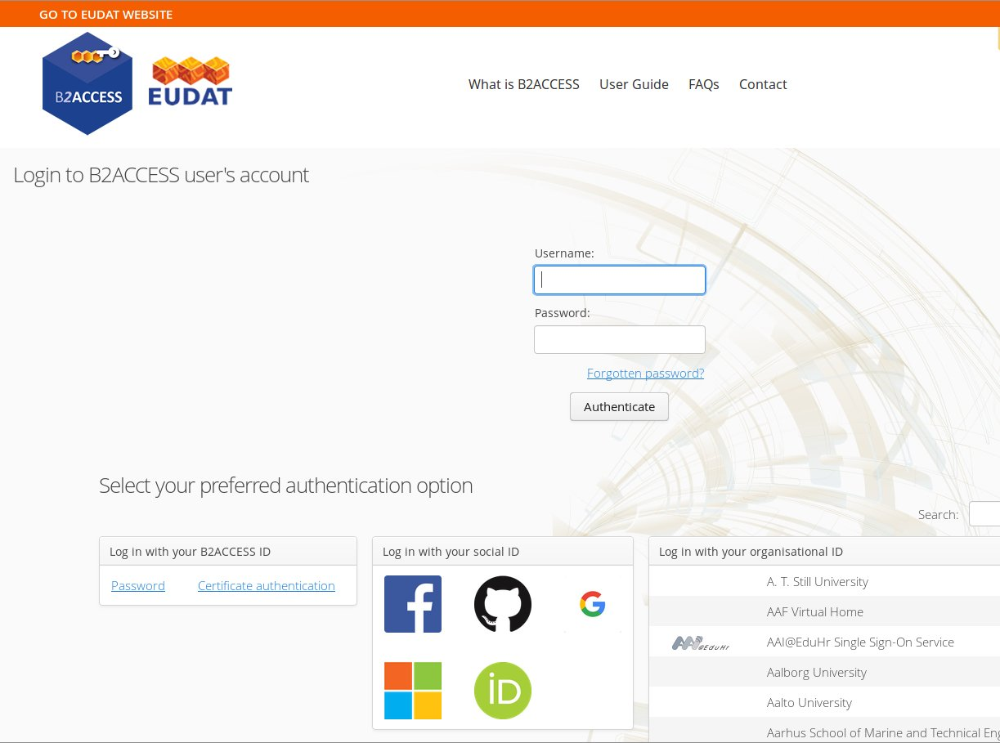 GO TO EUDAT WEBSITE
B2ACCESS
EUDAT
What is B2ACCESS User Guide FAQs Contact
Login to B2ACCESS user's account
Username:
Password:
Forgotten password?
Authenticate
Select your preferred authentication option
Search:
Log in with your B2ACCESS ID
Password Certificate authentication
Log in with your social ID
f
G
iD
Log in with your organisational ID
A. T. Still University
AAF Virtual Home
AAI@EduHr AAI@EduHr Single Sign-On Service
Aalborg University
Aalto University
Aarhus School of Marine and Technical Eng